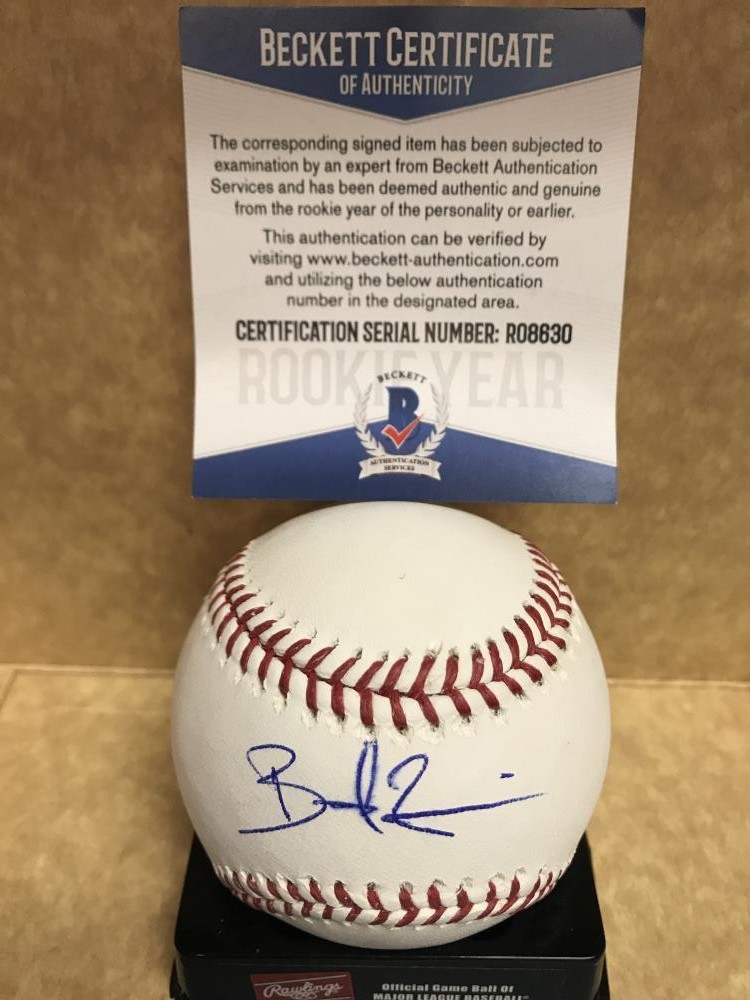 BECKETT CERTIFICATE
OF AUTHENTICITY
The corresponding signed item has been subjected to
examination by an expert from Beckett Authentication
Services and has been deemed authentic and genuine
from the rookie year of the personality or earlier.
This authentication can be verified by
visiting www.beckett-authentication.com
and utilizing the below authentication
number in the designated area.
CERTIFICATION SERIAL NUMBER: R08630
ROOKIE YEAR
BECKETT
B
AUTHENTICATION
SERVICES
Rawlings
Official Game Ball Of
MAJOR LEAGUE BASEBALL